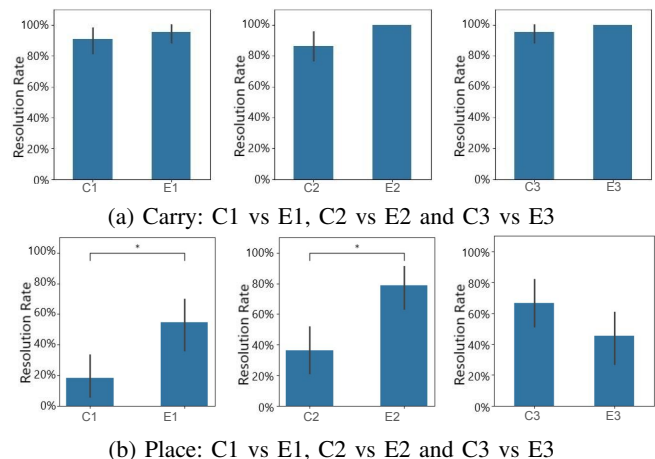 100%
80%
60%
40%
20%
0%
Resolution Rate
C1 E1
100%
80%
60%
40%
20%
0%
Resolution Rate
C2 E2
100%
80%
60%
40%
20%
0%
Resolution Rate
C3 E3
(a) Carry: C1 vs E1, C2 vs E2 and C3 vs E3
100%
80%
60%
40%
20%
0%
Resolution Rate
*
C1 E1
100%
80%
60%
40%
20%
0%
Resolution Rate
*
C2 E2
100%
80%
60%
40%
20%
0%
Resolution Rate
C3 E3
(b) Place: C1 vs E1, C2 vs E2 and C3 vs E3